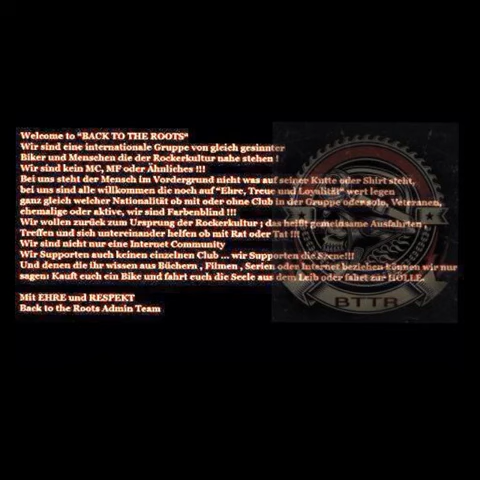 Welcome to "BACK TO THE ROOTS"
Wir sind eine internationale Gruppe von gleich gesinnter
Biker und Menschen die der Rockerkultur nahe stehen !
Wir sind kein MC, MF oder Ähnliches !!!
Bei uns steht der Mensch im Vordergrund nicht was auf seiner Kutte oder Shirt steht,
bei uns sind alle willkommen die noch auf "Ehre, Treue und Loyalität" wert legen
ganz gleich welcher Nationalität ob mit oder ohne Club in der Gruppe oder solo, Veteranen,
ehemalige oder aktive, wir sind Farbenblind !!!
Wir wollen zurück zum Ursprung der Rockerkultur ; das heißt gemeinsame Ausfahrten ,
Treffen und sich untereinander helfen ob mit Rat oder Tat !!!
Wir sind nicht nur eine Internet Community
Wir Supporten auch keinen einzelnen Club ... wir Supporten die Szene!!!
Und denen die ihr wissen aus Büchern , Filmen , Serien oder Internet beziehen können wir nur
sagen: Kauft euch ein Bike und fahrt euch die Seele aus dem Leib oder fahrt zur HÖLLE.
Mit EHRE und RESPEKT
Back to the Roots Admin Team
BTTR